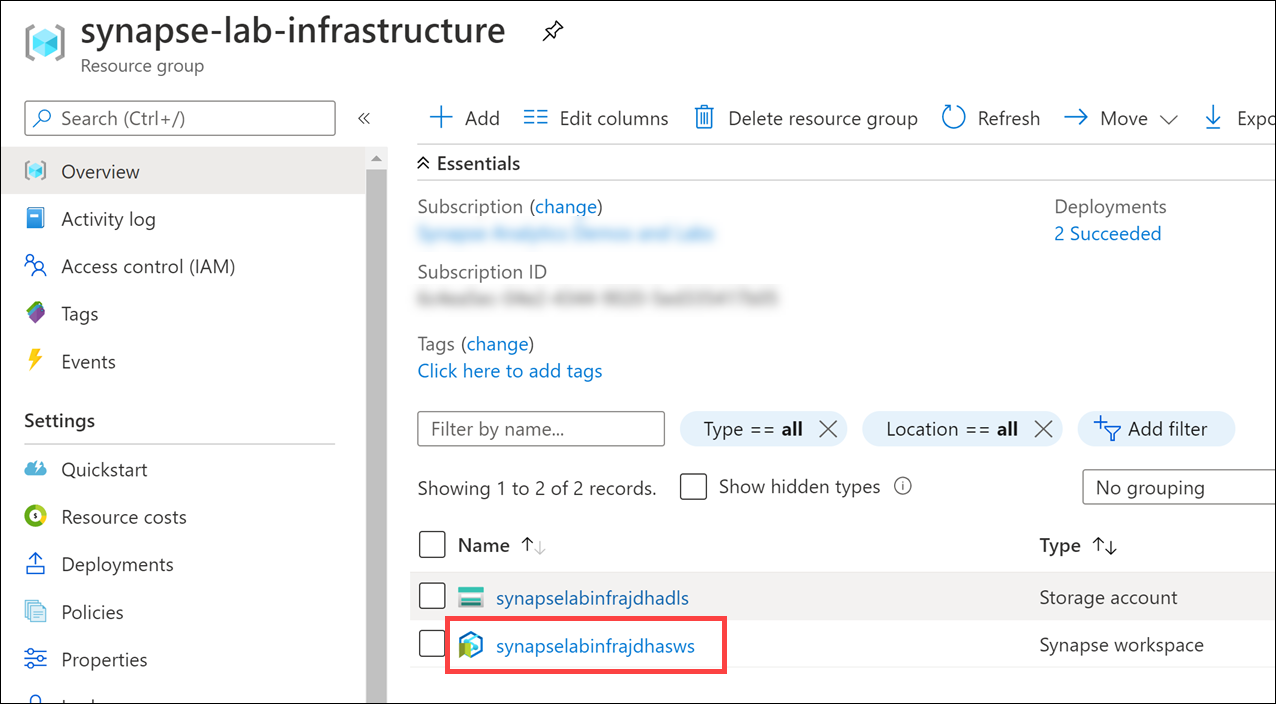 synapse-lab-infrastructure
Resource group
Search (Ctrl+/)
«
Add
Edit columns
Delete resource group
Refresh
Move
Expo
Overview
Activity log
Access control (IAM)
Tags
Events
Settings
Quickstart
Resource costs
Deployments
Policies
Properties
Essentials
Subscription (change)
Deployments
2 Succeeded
Subscription ID
Tags (change)
Click here to add tags
Filter by name...
Type == all
Location == all
Add filter
Showing 1 to 2 of 2 records.
Show hidden types
No grouping
Name ↑↓
Type ↑↓
synapselabinfrajdhadls
Storage account
synapselabinfrajdhasws
Synapse workspace